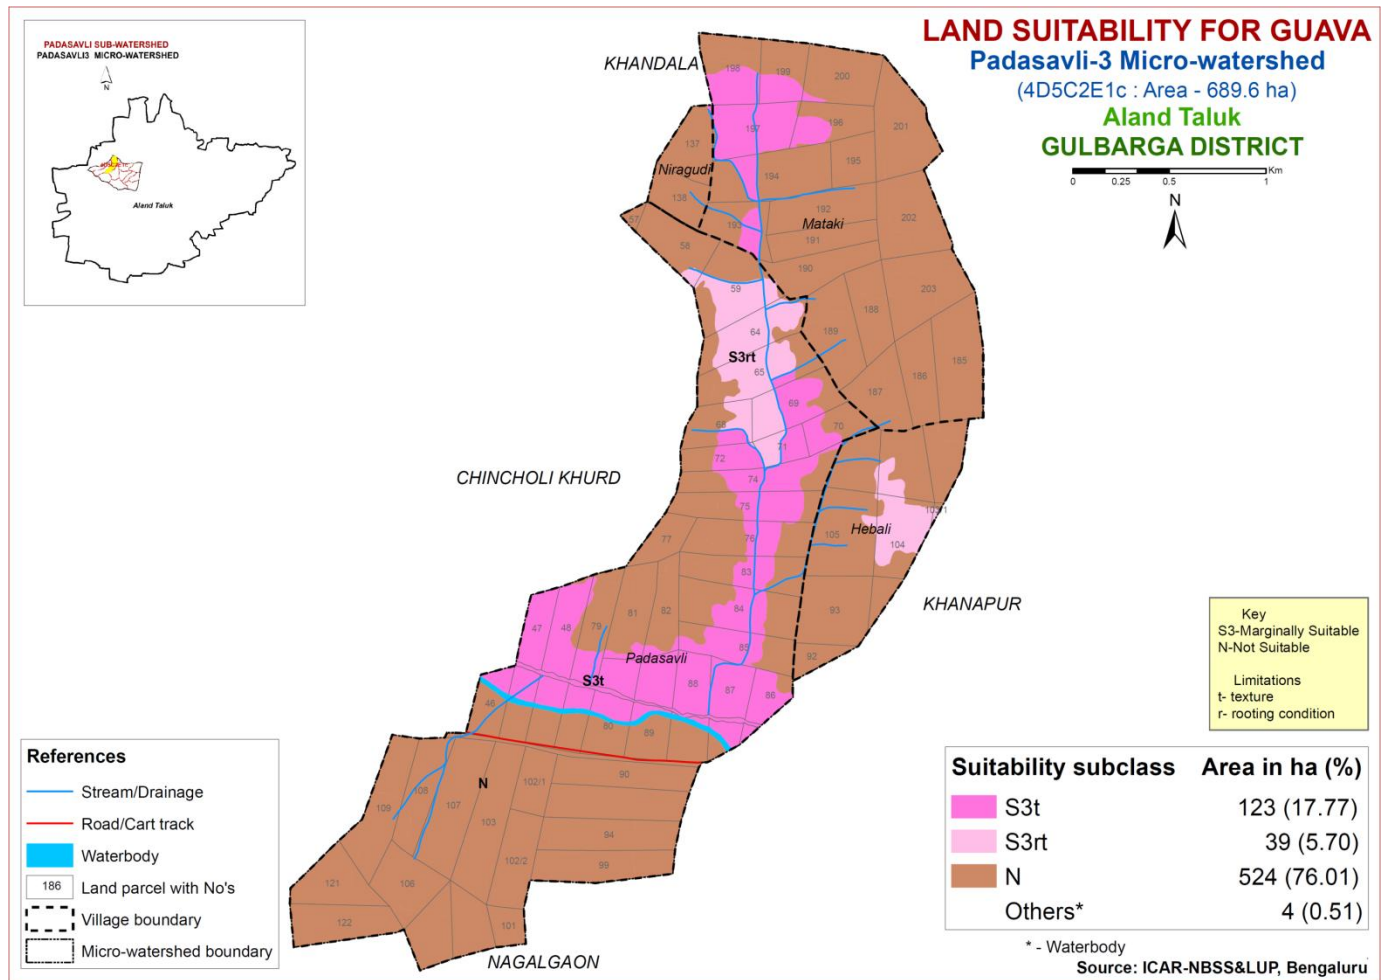 PADASAVLI SUB-WATERSHED
PADASAVLI3 MICRO-WATERSHED
N
Aland Taluk
LAND SUITABILITY FOR GUAVA
Padasavli-3 Micro-watershed
(4D5C2E1c : Area - 689.6 ha)
Aland Taluk
GULBARGA DISTRICT
0 0.25 0.5 1 Km
N
KHANDALA
198 199 200
197 196 201
137 195
Niragudi 194
138 192 202
193 Mataki
57 191
58 190
59 203
188
64 189
S3rt
65 185
186
187
69
68 70
71
72
CHINCHOLI KHURD
74
75 103/1
Hebali
76 105 104
77
83
KHANAPUR
84 93
81 82
47 48 79
85 92
Padasavli
S3t 88 87 86
46
80 89
N 102/1 90
108 107
109 103
94
102/2 99
121 106
122 101
NAGALGAON
Key
S3-Marginally Suitable
N-Not Suitable
Limitations
t- texture
r- rooting condition
References
Stream/Drainage
Road/Cart track
Waterbody
186 Land parcel with No's
Village boundary
Micro-watershed boundary
Suitability subclass Area in ha (%)
S3t 123 (17.77)
S3rt 39 (5.70)
N 524 (76.01)
Others* 4 (0.51)
* - Waterbody
Source: ICAR-NBSS&LUP, Bengaluru